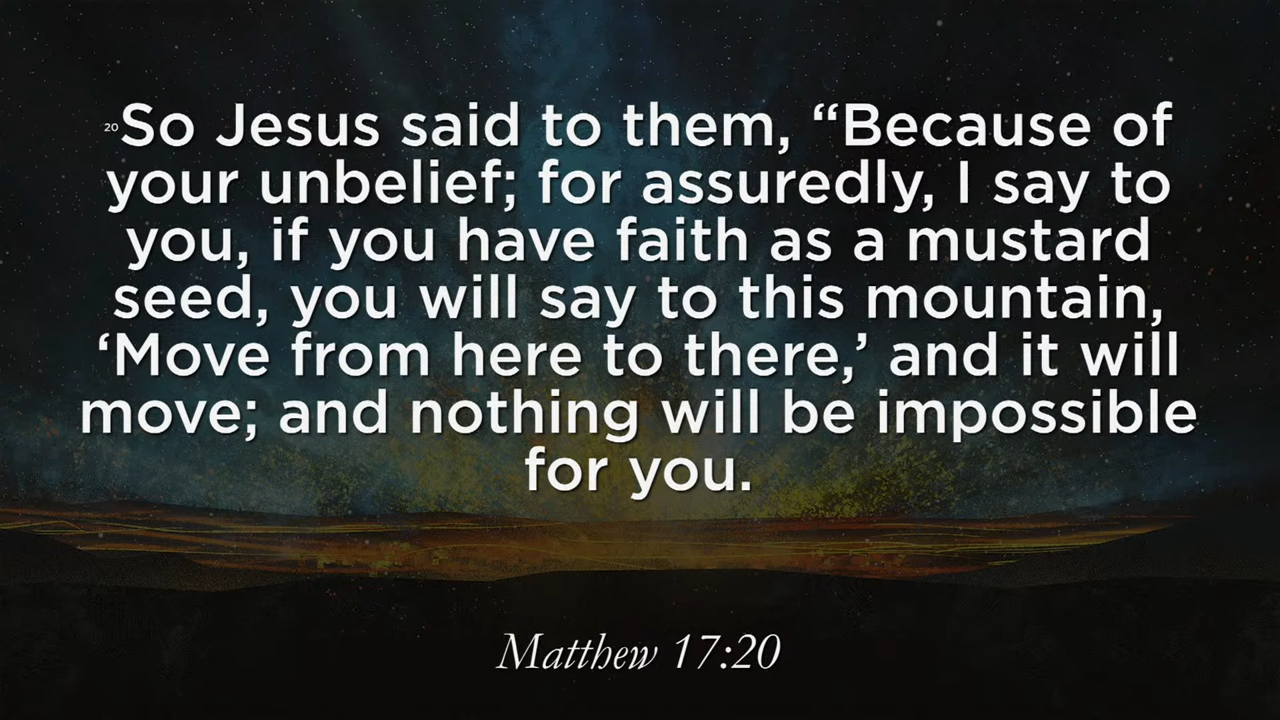 20So Jesus said to them, “Because of
your unbelief; for assuredly, I say to
you, if you have faith as a mustard
seed, you will say to this mountain,
‘Move from here to there,’ and it will
move; and nothing will be impossible
for you.
Matthew 17:20